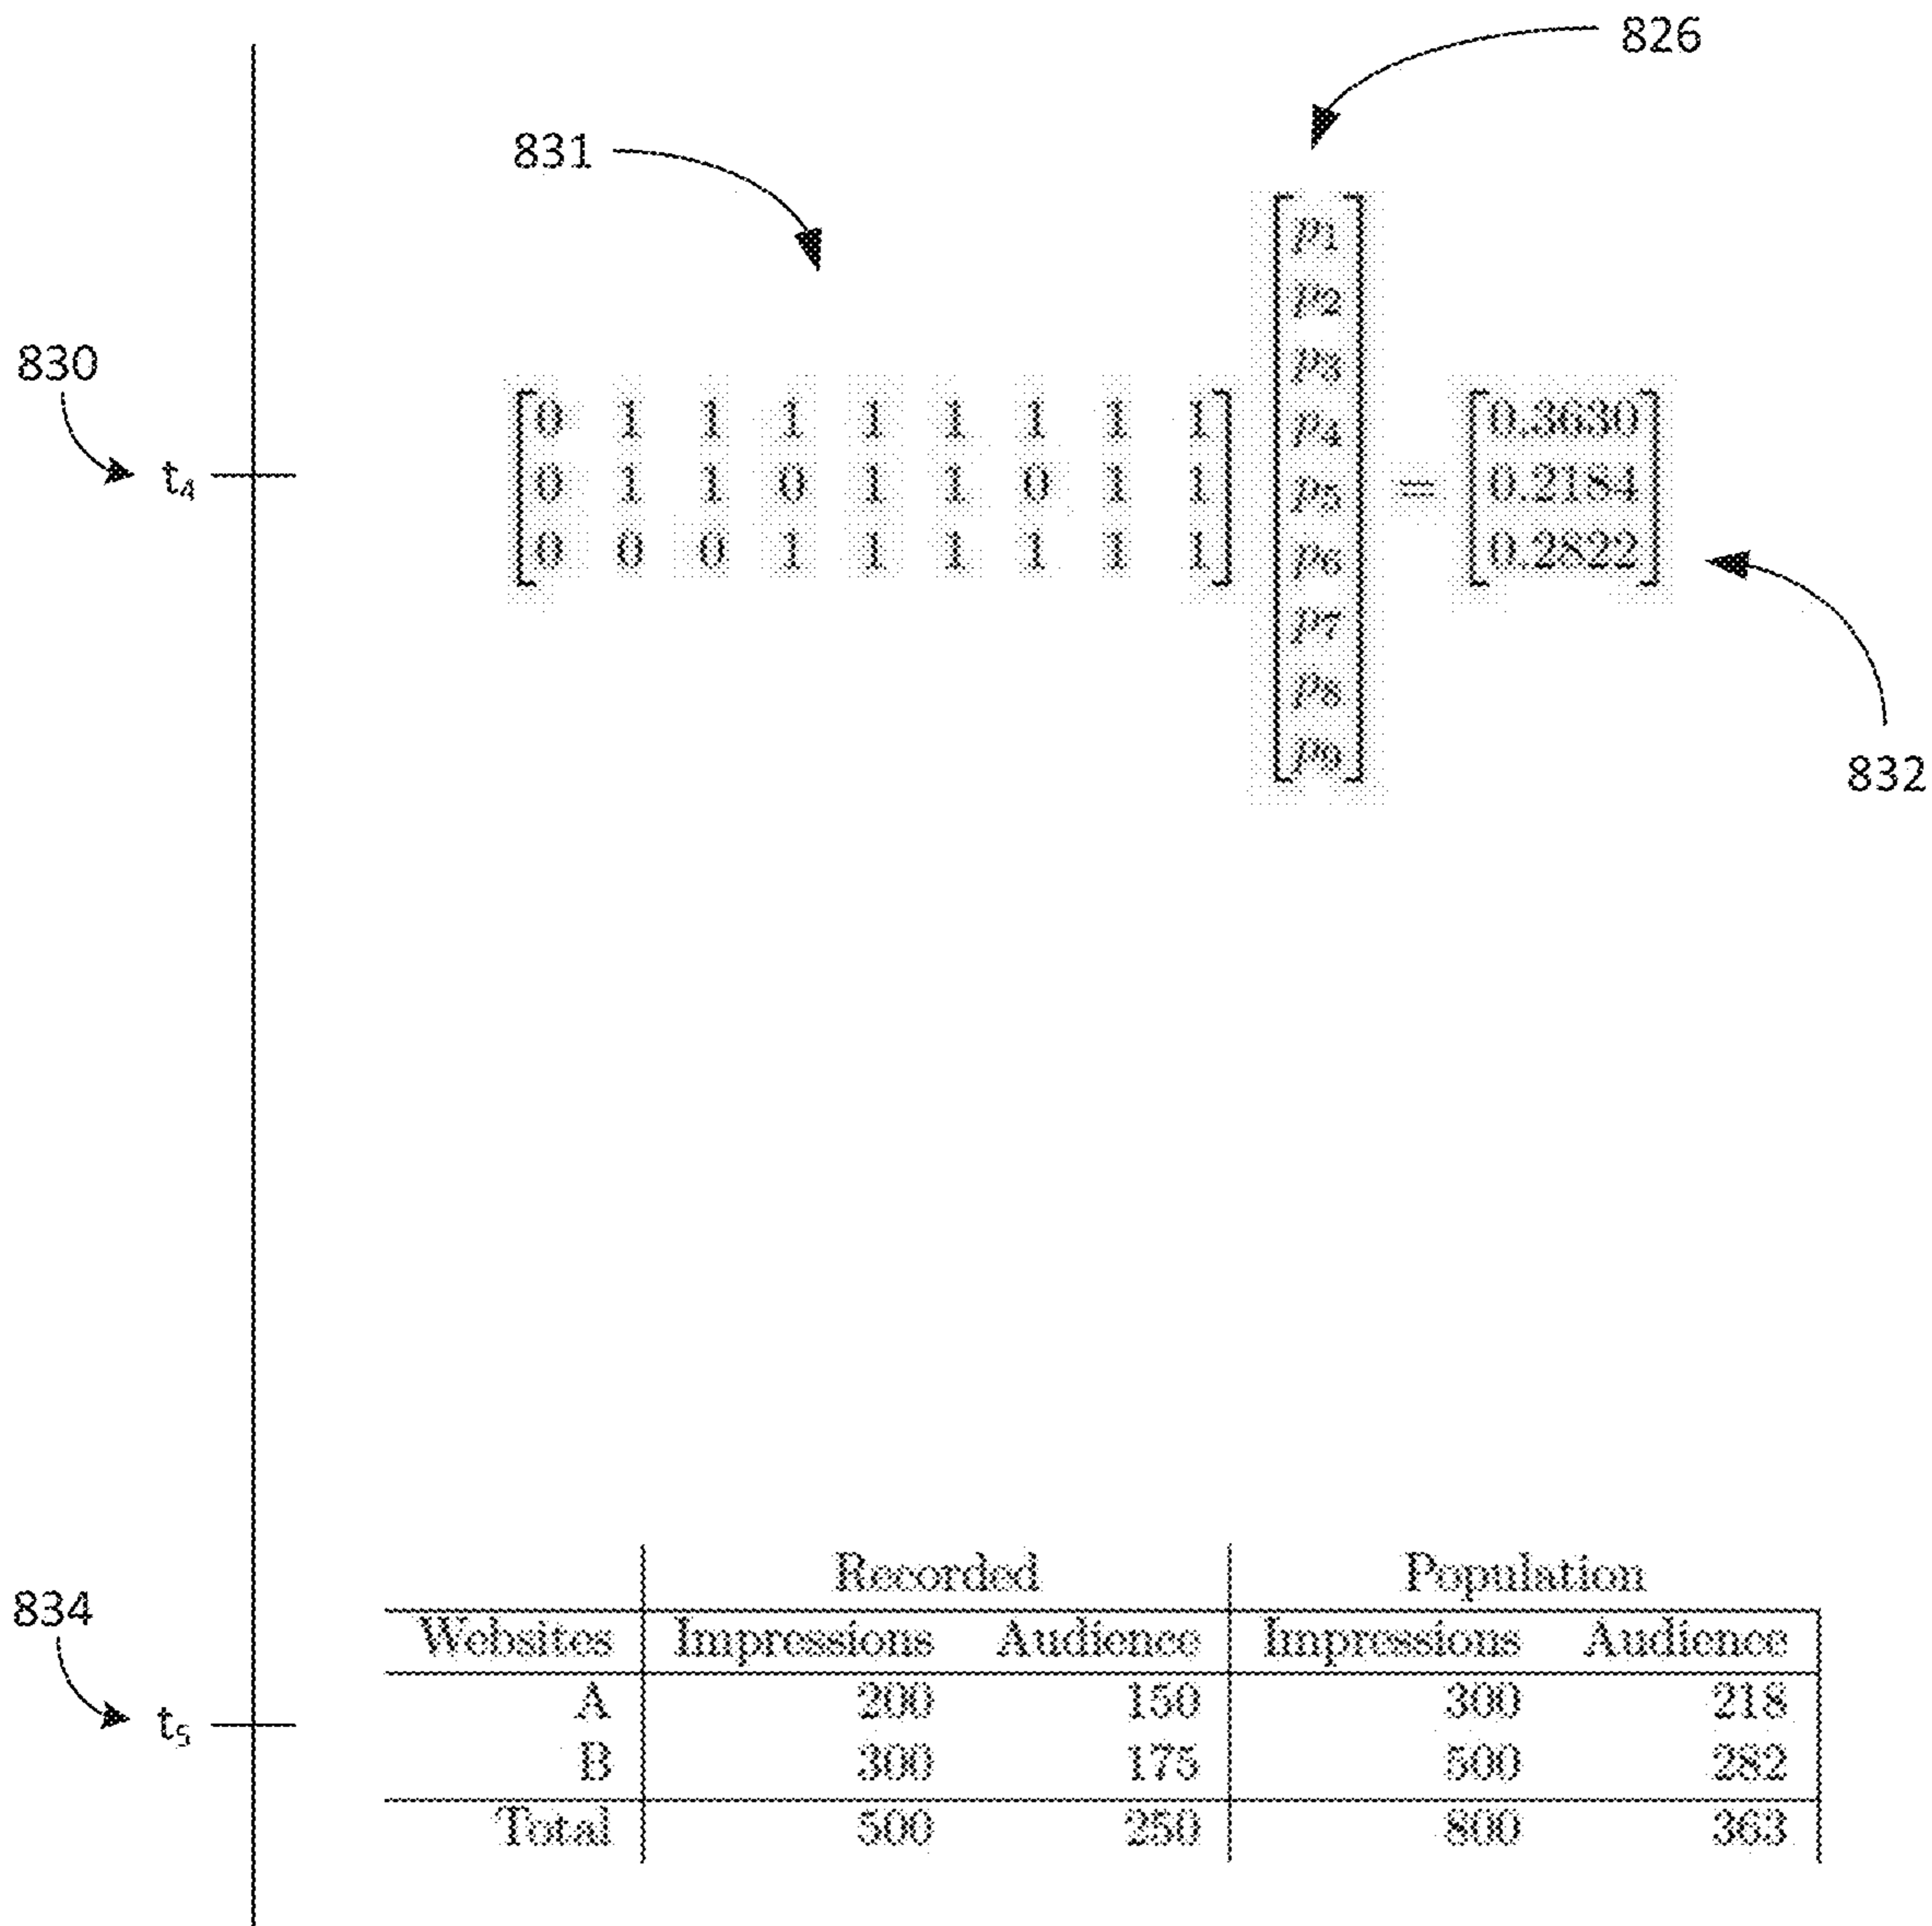 826
831
p1
p2
p3
830
0 1 1 1 1 1 1 1 1
p4
0.3630
t4
0 1 1 0 1 1 0 1 1
p5
=
0.2184
0 0 0 1 1 1 1 1 1
p6
0.2822
p7
p8
p9
832
Recorded Population
834
Websites Impressions Audience Impressions Audience
A 200 150 300 218
t5
B 300 175 500 282
Total 500 250 800 363